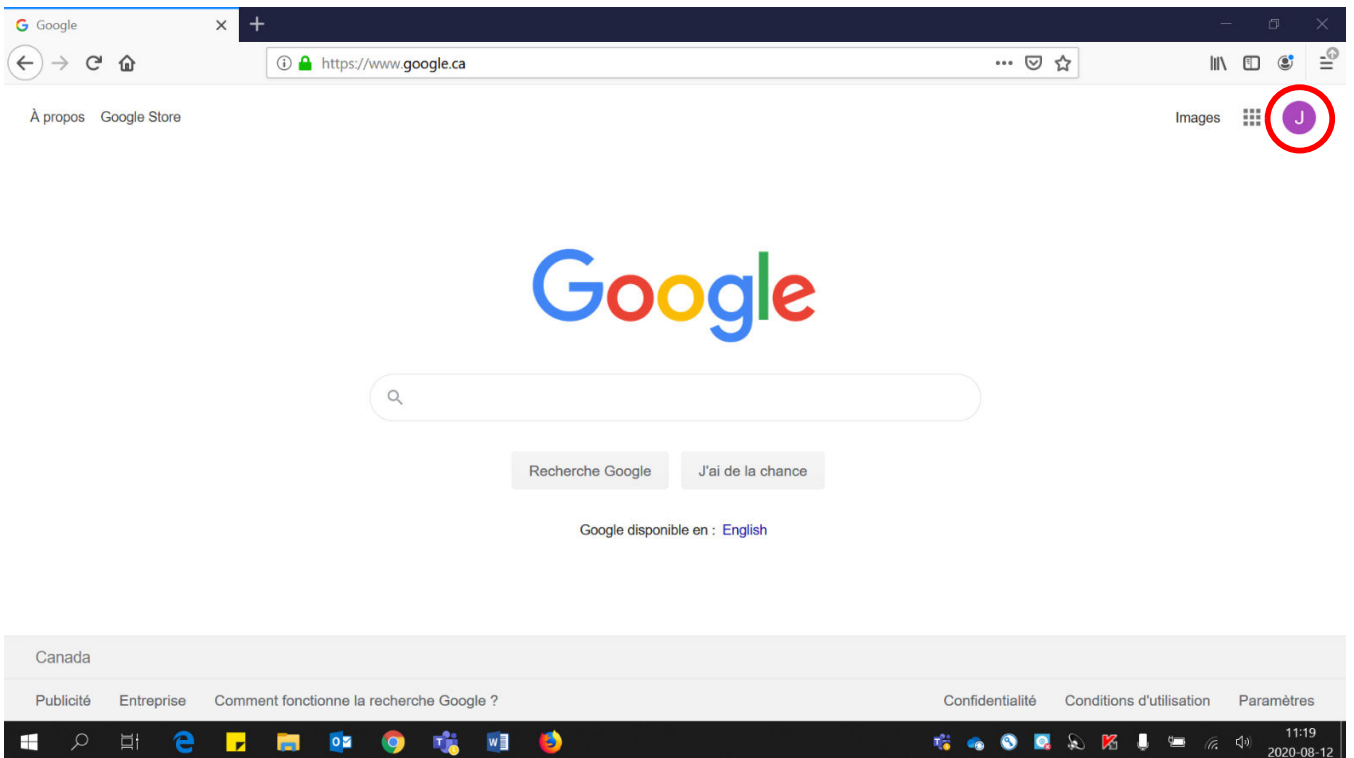 Google
https://www.google.ca
À propos Google Store Images J
Google
Recherche Google J'ai de la chance
Google disponible en : English
Canada
Publicité Entreprise Comment fonctionne la recherche Google ? Confidentialité Conditions d'utilisation Paramètres
11:19
2020-08-12